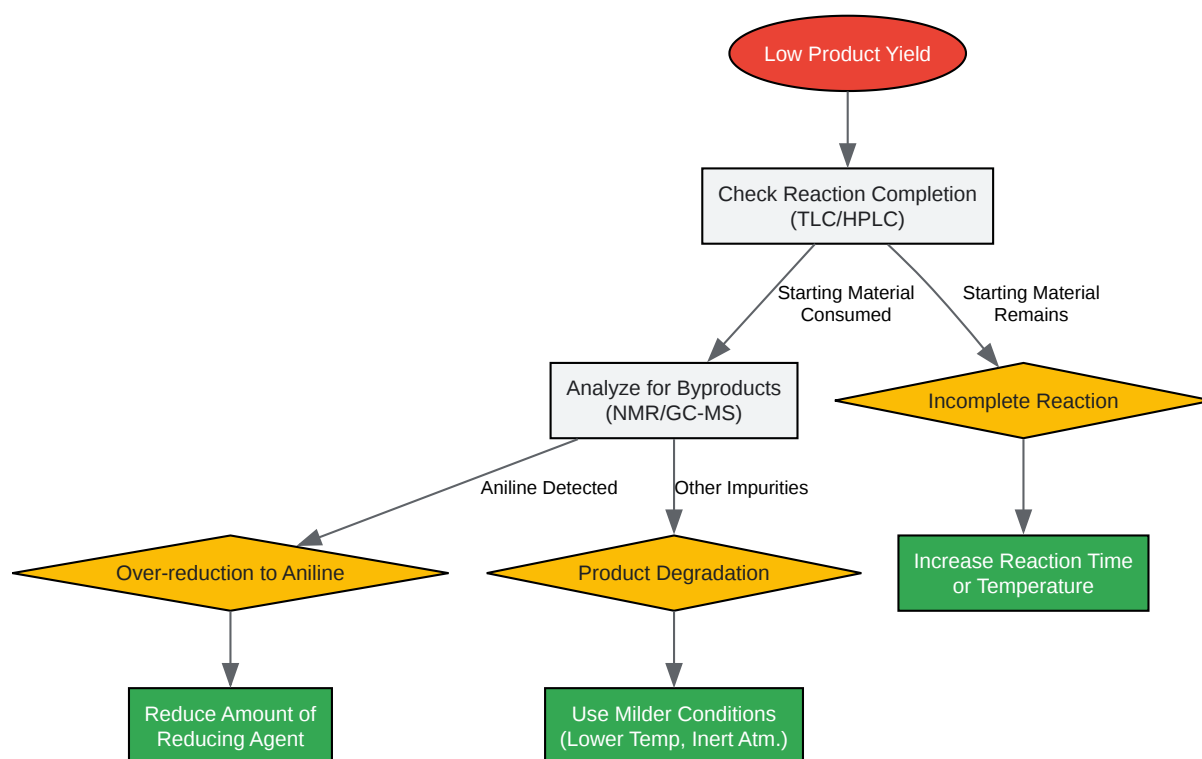 Low Product Yield
Check Reaction Completion
(TLC/HPLC)
Starting Material
Consumed
Starting Material
Remains
Analyze for Byproducts
(NMR/GC-MS)
Incomplete Reaction
Aniline Detected
Other Impurities
Over-reduction to Aniline
Product Degradation
Increase Reaction Time
or Temperature
Reduce Amount of
Reducing Agent
Use Milder Conditions
(Lower Temp, Inert Atm.)